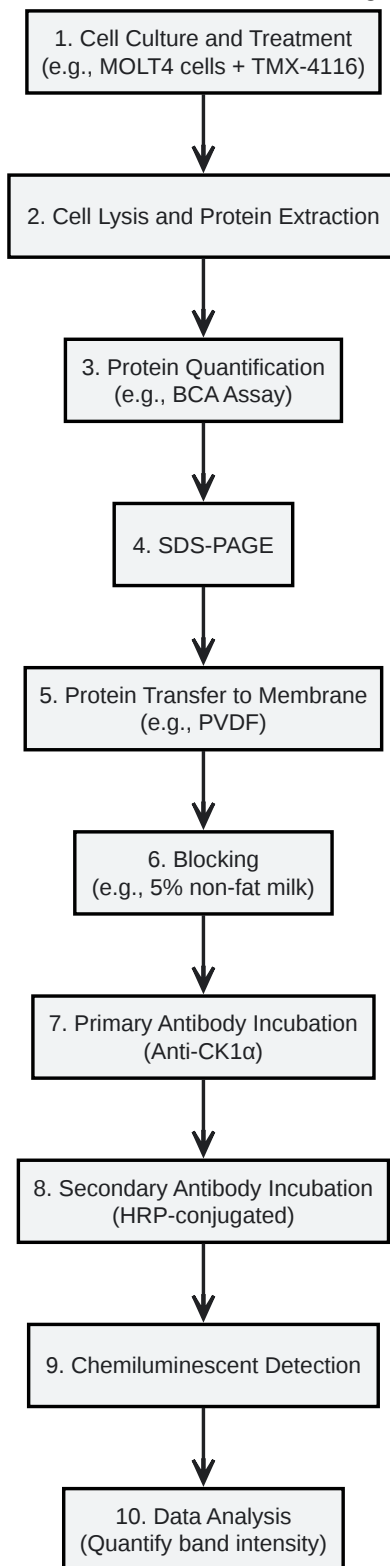 1. Cell Culture and Treatment
(e.g., MOLT4 cells + TMX-4116)
2. Cell Lysis and Protein Extraction
3. Protein Quantification
(e.g., BCA Assay)
4. SDS-PAGE
5. Protein Transfer to Membrane
(e.g., PVDF)
6. Blocking
(e.g., 5% non-fat milk)
7. Primary Antibody Incubation
(Anti-CK1α)
8. Secondary Antibody Incubation
(HRP-conjugated)
9. Chemiluminescent Detection
10. Data Analysis
(Quantify band intensity)